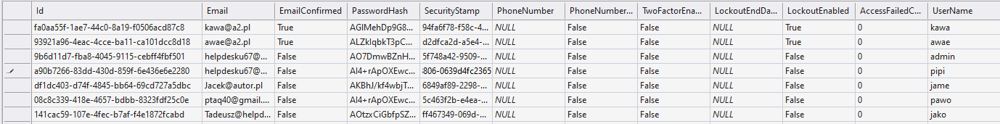 Id Email EmailConfirmed PasswordHash SecurityStamp PhoneNumber PhoneNumber... TwoFactorEna... LockoutEndDa... LockoutEnabled AccessFailedC... UserName
fa0aa55f-1ae7-44c0-8a19-f0506acd87c8 kawa@a2.pl True AGIMehDp9G8... 94fa6f78-f58c-4... NULL False False NULL True 0 kawa
93921a96-4eac-4cce-ba11-ca101dcc8d18 awae@a2.pl True ALZklqbkT3pC... d2dfca2d-a5e4-... NULL False False NULL True 0 awae
9b6d11d7-fba8-4045-9115-cebff4fbf501 helpdesku67@... False AO7DmwBZnH... 5f748a42-9509-... NULL False False NULL False 0 admin
a90b7266-83dd-430d-859f-6e436e6e2280 helpdesku67@... False AI4+rApOXEwc... 806-0639d4fc2365 NULL False False NULL False 0 pipi
df1dc403-d74f-4845-bb64-69cd727a5dbc Jacek@autor.pl False AKBhJ/kf4wbjT... 6849af89-2298-... NULL False False NULL False 0 jame
08c8c339-418e-4657-bdbb-8323fdf25c0e ptaq40@gmail.... False AI4+rApOXEwc... 5c463f2b-e4ea-... NULL False False NULL False 0 pawo
141cac59-107e-4fec-b7af-f4e1872fcabd Tadeusz@helpd... False AOtzxCiGbfpSZ... ff467349-069d-... NULL False False NULL False 0 jako